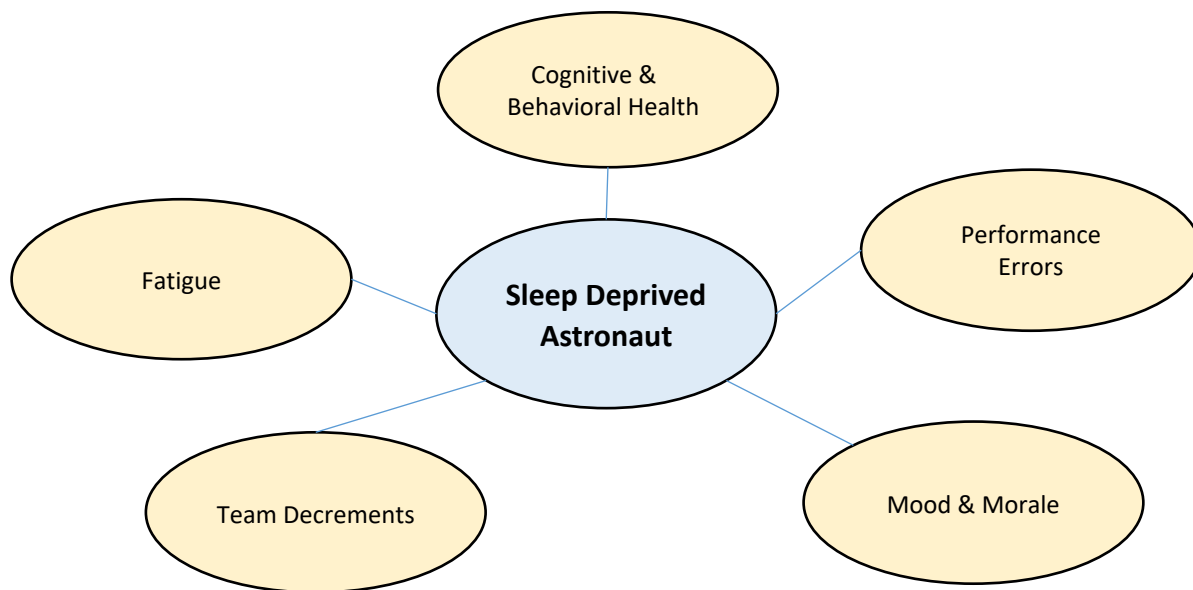 Cognitive &
Behavioral Health
Performance
Errors
Fatigue
Sleep Deprived
Astronaut
Team Decrements
Mood & Morale